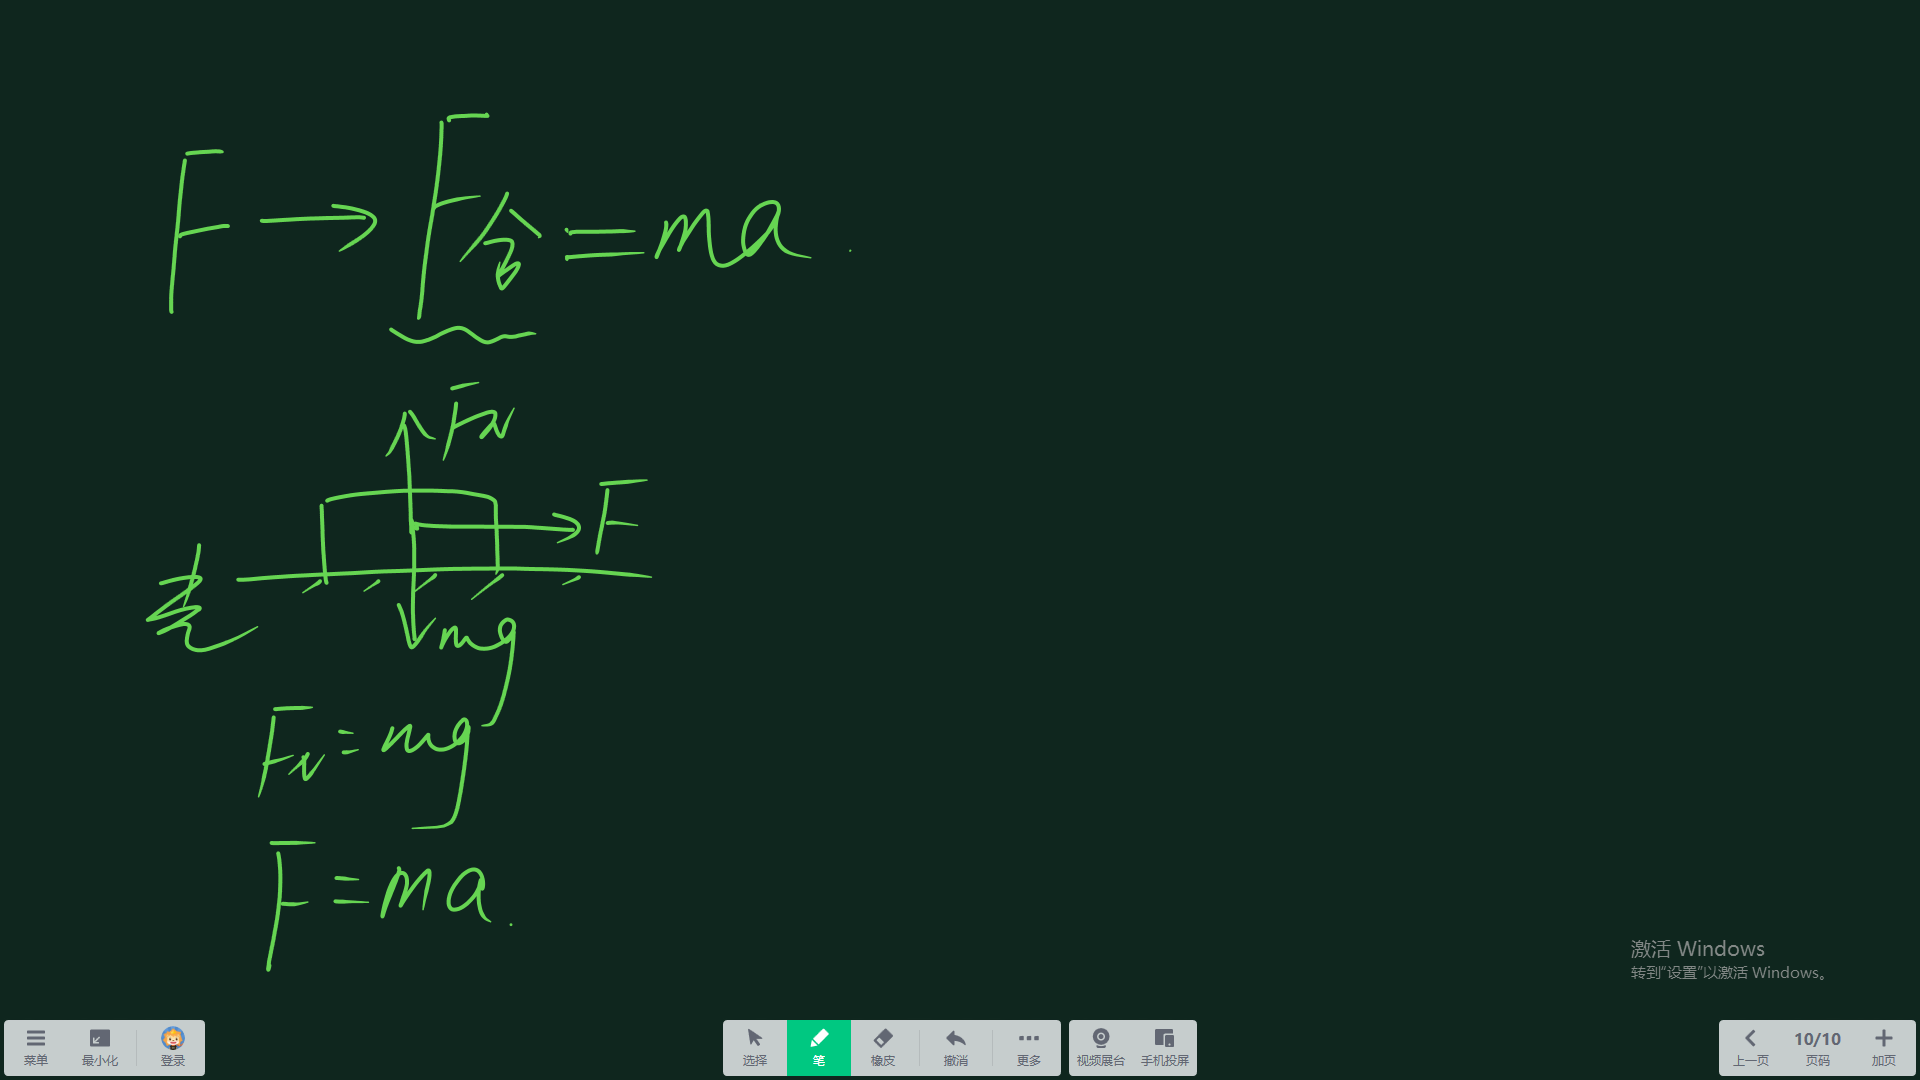 F → F合 = ma.
F_N
F
光
mg
F_N = mg
F = ma.
激活 Windows
转到"设置"以激活 Windows。
菜单 最小化 登录 选择 笔 橡皮 撤消 更多 视频展台 手机投屏 上一页 10/10 页码 加页